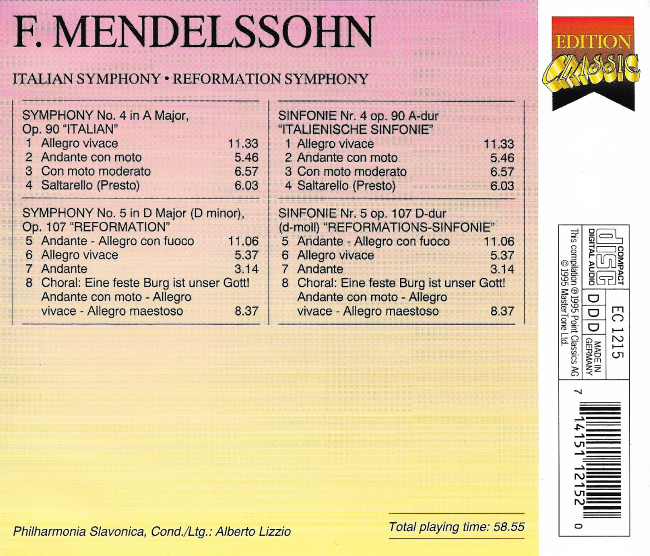 F. MENDELSSOHN
ITALIAN SYMPHONY • REFORMATION SYMPHONY
SYMPHONY No. 4 in A Major,
Op. 90 "ITALIAN"
1 Allegro vivace 11.33
2 Andante con moto 5.46
3 Con moto moderato 6.57
4 Saltarello (Presto) 6.03
SYMPHONY No. 5 in D Major (D minor),
Op. 107 "REFORMATION"
5 Andante - Allegro con fuoco 11.06
6 Allegro vivace 5.37
7 Andante 3.14
8 Choral: Eine feste Burg ist unser Gott!
Andante con moto - Allegro
vivace - Allegro maestoso 8.37
SINFONIE Nr. 4 op. 90 A-dur
"ITALIENISCHE SINFONIE"
1 Allegro vivace 11.33
2 Andante con moto 5.46
3 Con moto moderato 6.57
4 Saltarello (Presto) 6.03
SINFONIE Nr. 5 op. 107 D-dur
(d-moll) "REFORMATIONS-SINFONIE"
5 Andante - Allegro con fuoco 11.06
6 Allegro vivace 5.37
7 Andante 3.14
8 Choral: Eine feste Burg ist unser Gott!
Andante con moto - Allegro
vivace - Allegro maestoso 8.37
Philharmonia Slavonica, Cond./Ltg.: Alberto Lizzio
Total playing time: 58.55
EDITION
CLASSIC
EC 1215
COMPACT
disc
DIGITAL AUDIO
DDD
MADE IN
GERMANY
This compilation ℗ 1995 Point Classics AG
© 1995 MasterTone Ltd.
7 14151 12152 0